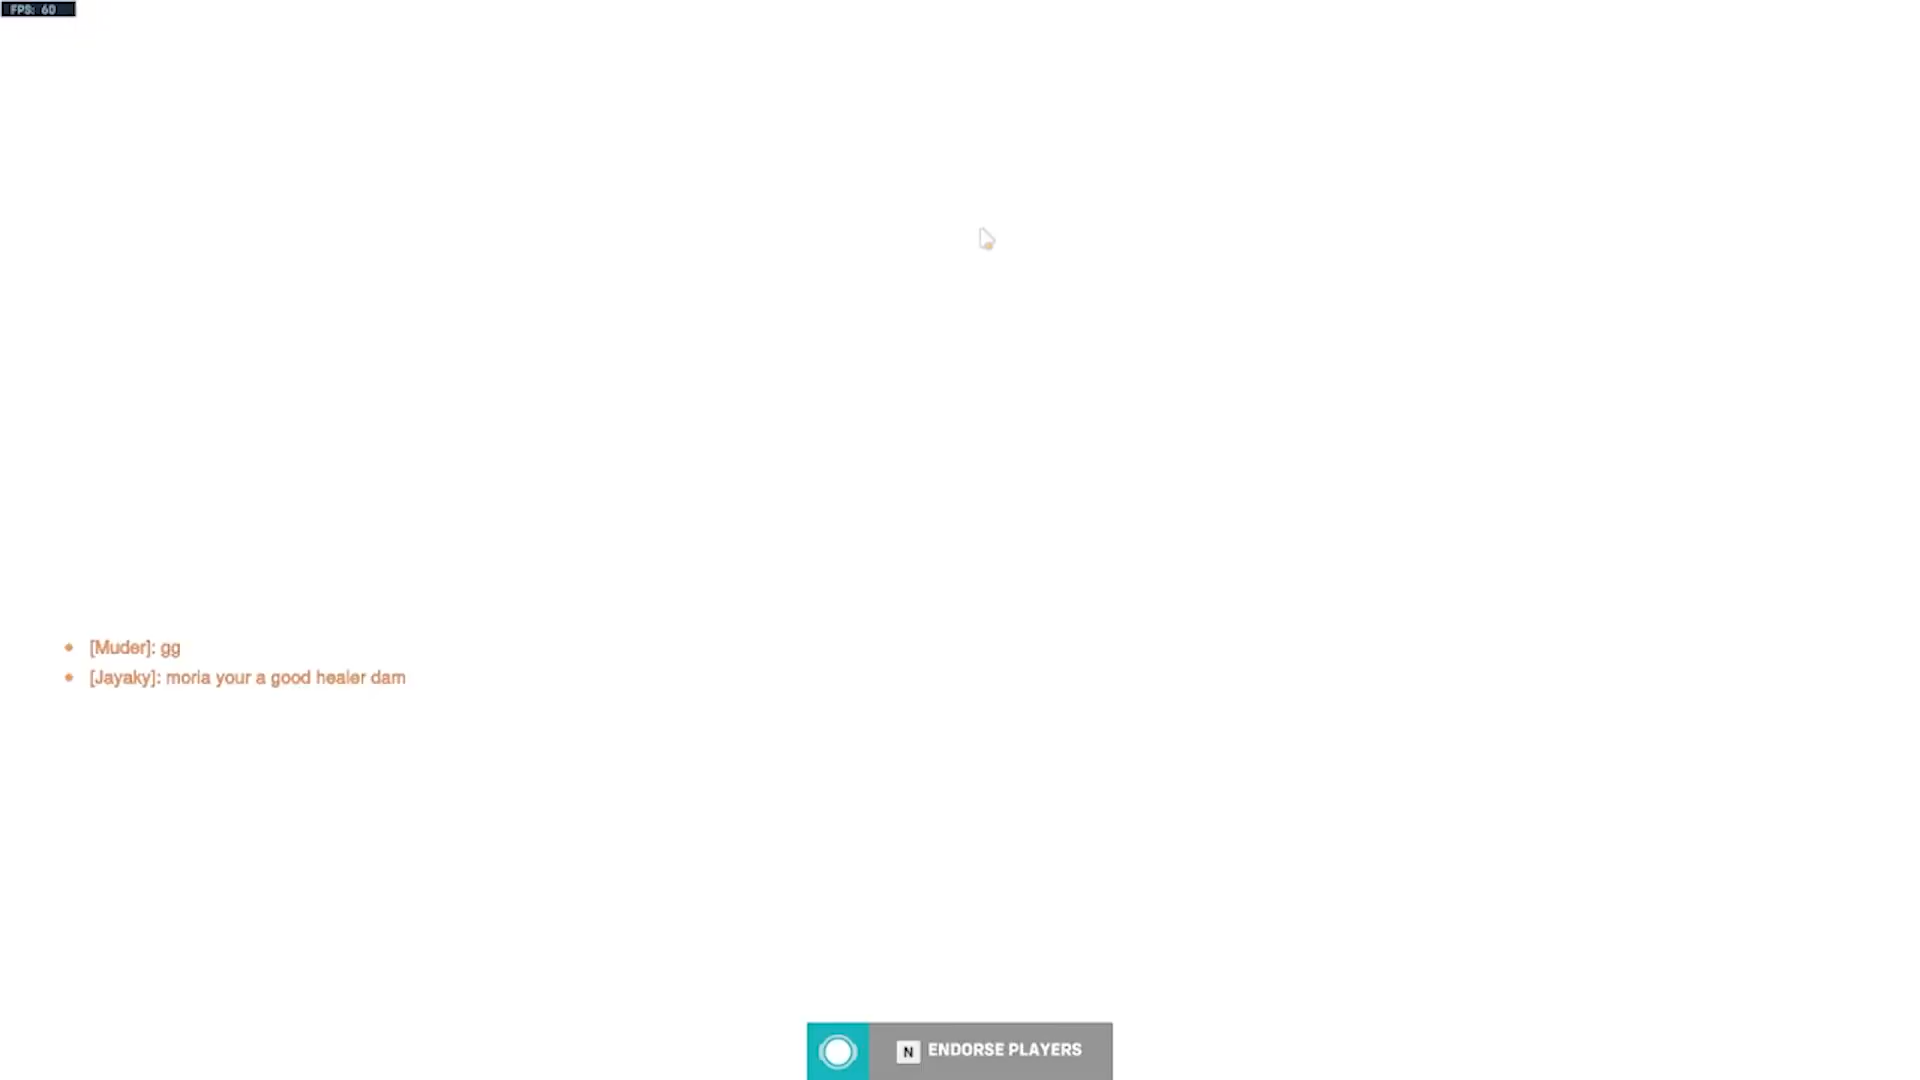 FPS: 60
[Muder]: gg
[Jayaky]: moria your a good healer dam
N ENDORSE PLAYERS